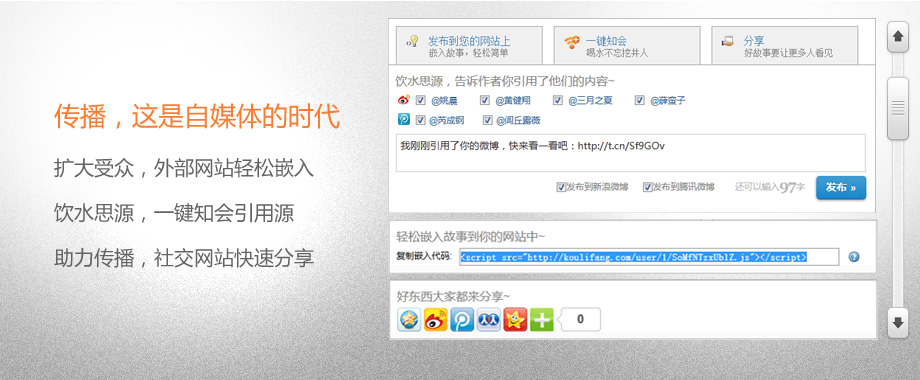 传播，这是自媒体的时代
扩大受众，外部网站轻松嵌入
饮水思源，一键知会引用源
助力传播，社交网站快速分享
发布到您的网站上
嵌入故事，轻松简单
一键知会
喝水不忘挖井人
分享
好故事要让更多人看见
饮水思源，告诉作者你引用了他们的内容~
@姚晨 @黄健翔 @三月之夏 @薛蛮子
@芮成钢 @闾丘露薇
我刚刚引用了你的微博，快来看一看吧：http://t.cn/Sf9GOv
发布到新浪微博 发布到腾讯微博 还可以输入97字 发布 »
轻松嵌入故事到你的网站中~
复制嵌入代码: <script src="http://koulifang.com/user/1/SoMfNTzxUblZ.js"></script>
好东西大家都来分享~
0